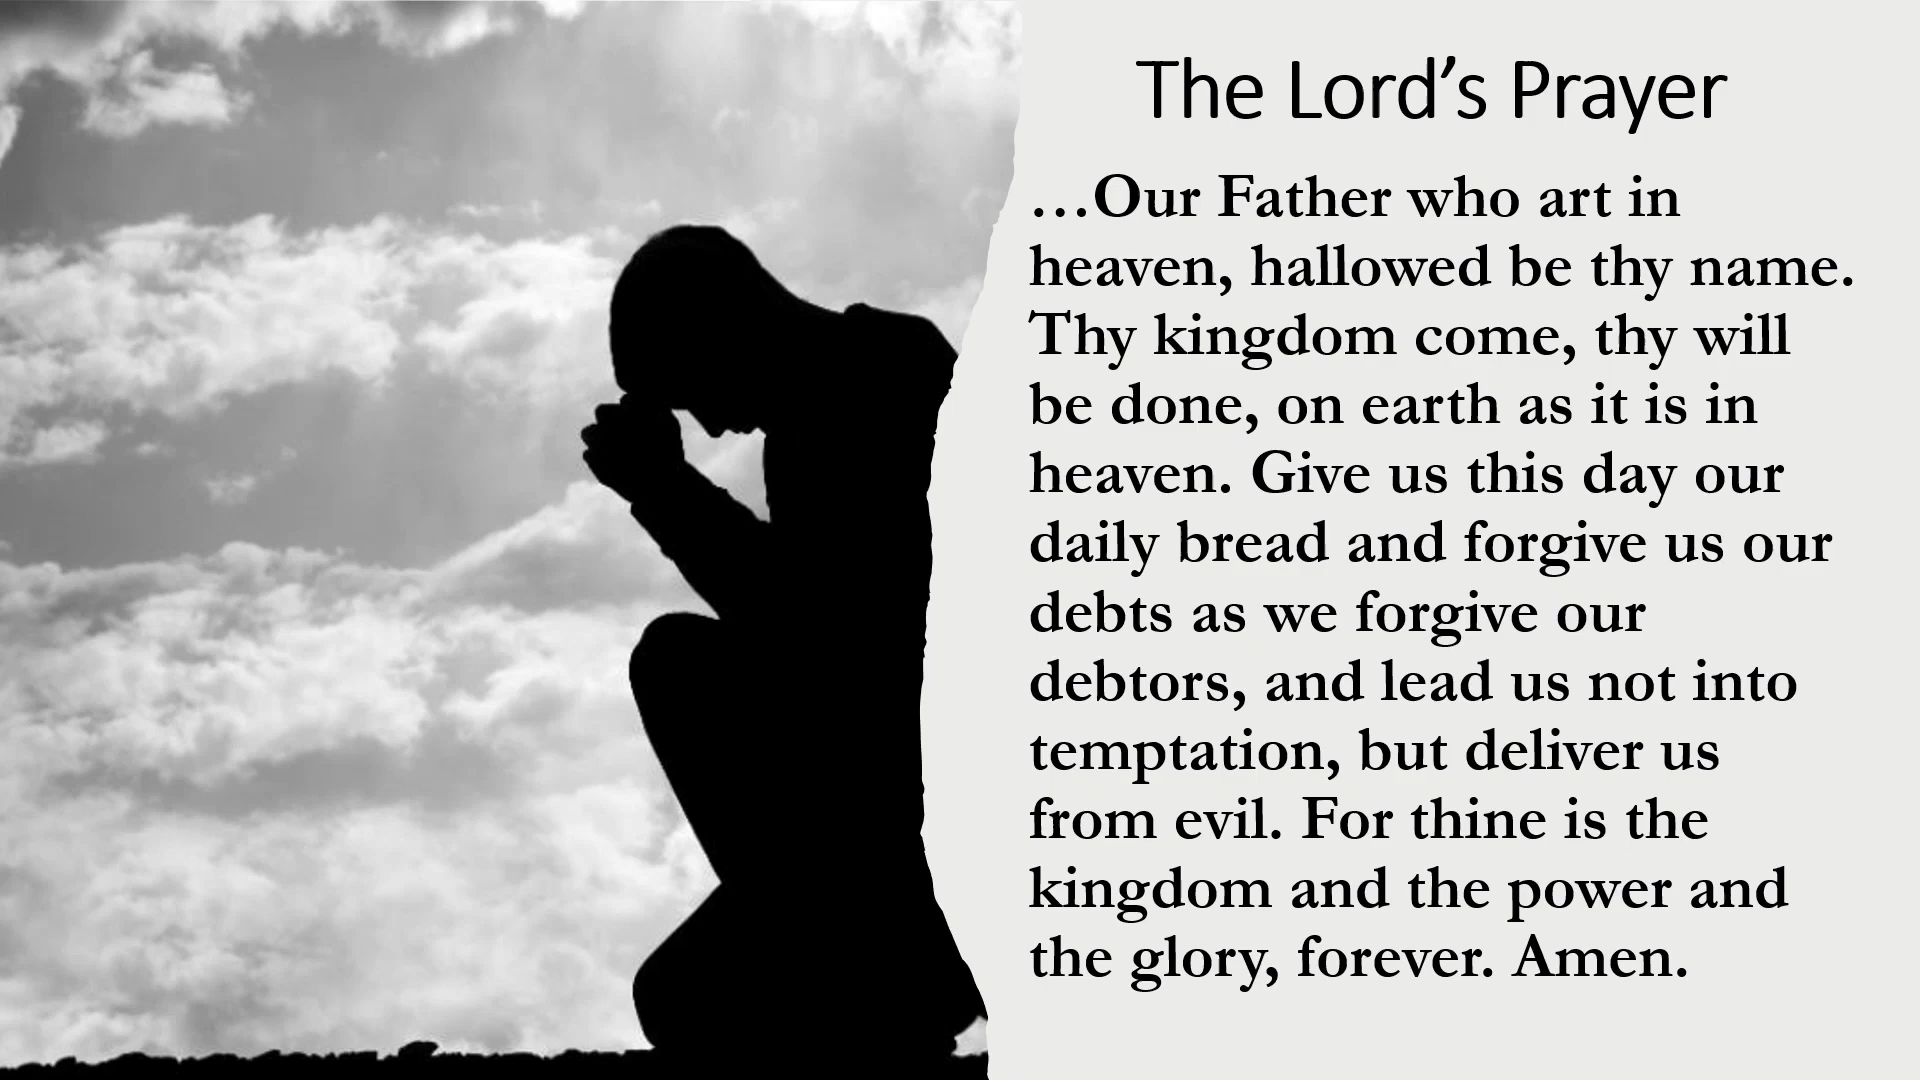 The Lord’s Prayer
…Our Father who art in
heaven, hallowed be thy name.
Thy kingdom come, thy will
be done, on earth as it is in
heaven. Give us this day our
daily bread and forgive us our
debts as we forgive our
debtors, and lead us not into
temptation, but deliver us
from evil. For thine is the
kingdom and the power and
the glory, forever. Amen.